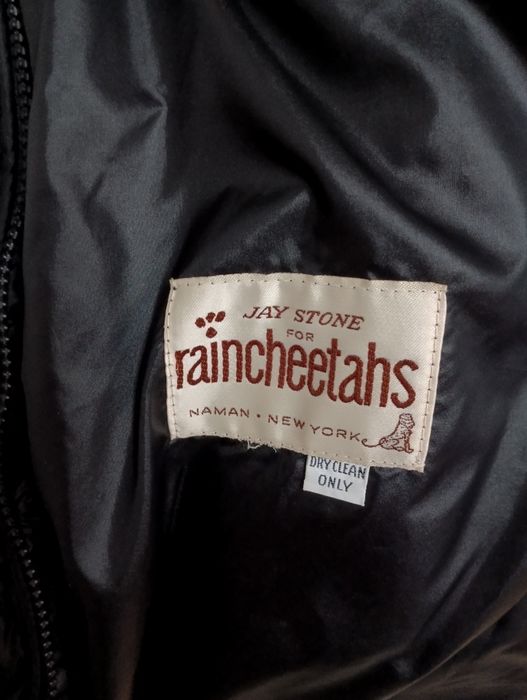 JAY STONE
FOR
raincheetahs
NAMAN · NEW YORK
DRY CLEAN
ONLY